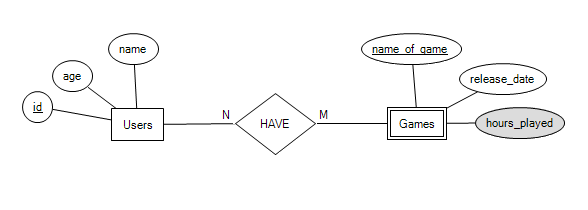 name
name_of_game
age
release_date
id
N
M
Users
HAVE
Games
hours_played